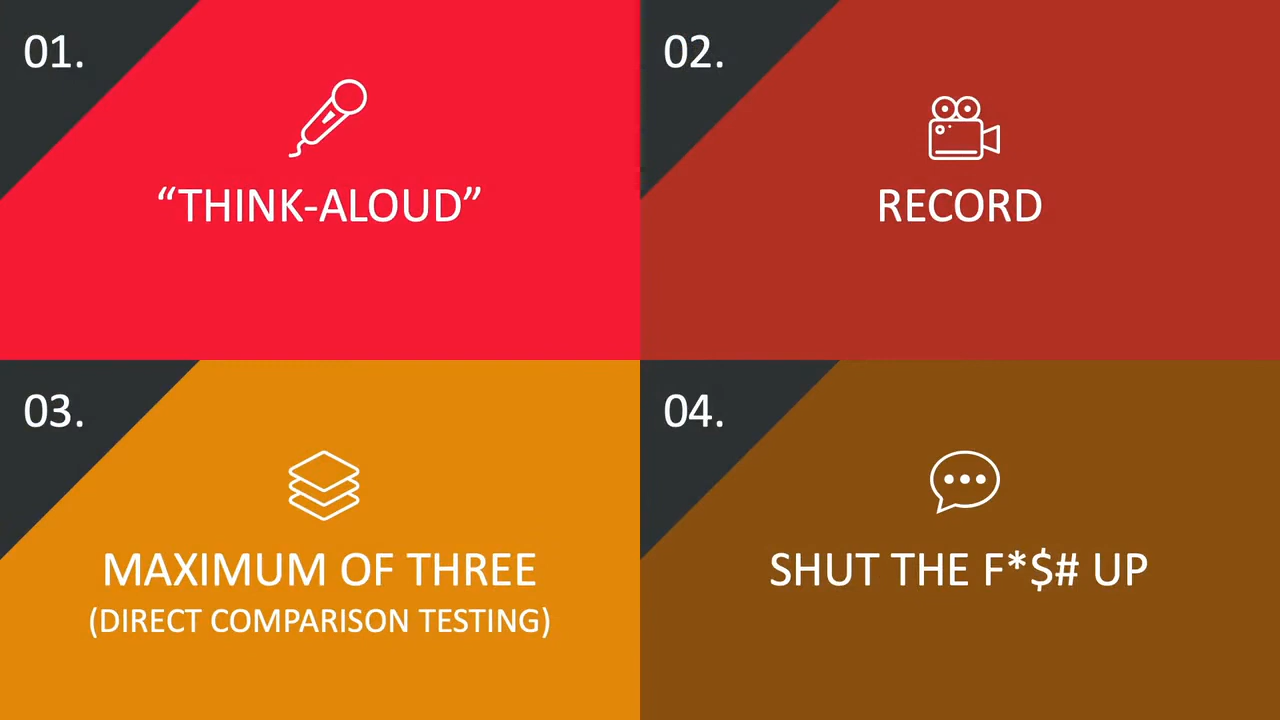 01.
“THINK-ALOUD”
02.
RECORD
03.
MAXIMUM OF THREE
(DIRECT COMPARISON TESTING)
04.
SHUT THE F*$# UP